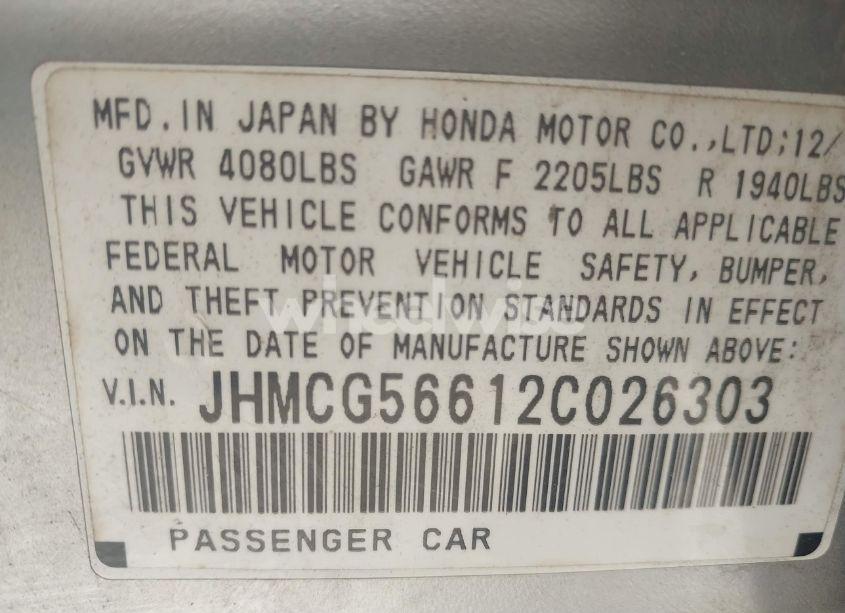 MFD.IN JAPAN BY HONDA MOTOR CO.,LTD;12/
GVWR 4080LBS GAWR F 2205LBS R 1940LBS
THIS VEHICLE CONFORMS TO ALL APPLICABLE
FEDERAL MOTOR VEHICLE SAFETY, BUMPER,
AND THEFT PREVENTION STANDARDS IN EFFECT
ON THE DATE OF MANUFACTURE SHOWN ABOVE:
V.I.N. JHMCG56612C026303
PASSENGER CAR
wheelwise